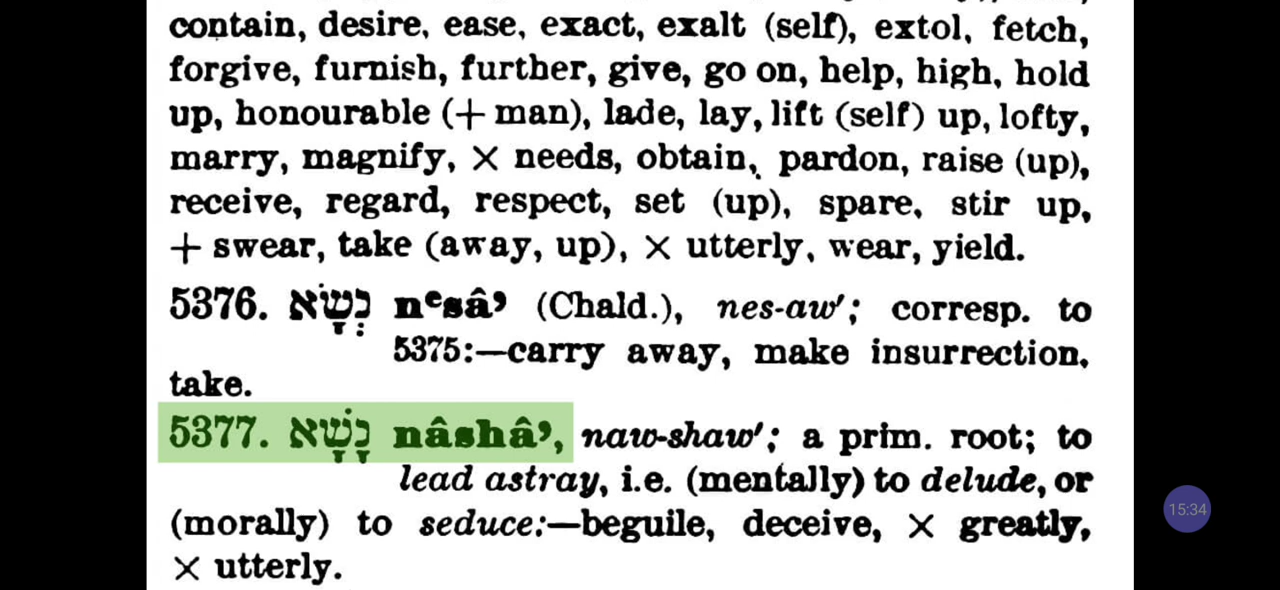 contain, desire, ease, exact, exalt (self), extol, fetch,
forgive, furnish, further, give, go on, help, high, hold
up, honourable (+ man), lade, lay, lift (self) up, lofty,
marry, magnify, × needs, obtain, pardon, raise (up),
receive, regard, respect, set (up), spare, stir up,
+ swear, take (away, up), × utterly, wear, yield.
5376. נְשָׂא nᵉsâʼ (Chald.), nes-aw′; corresp. to
5375:—carry away, make insurrection,
take.
5377. נָשָׁא nâshâʼ, naw-shaw′; a prim. root; to
lead astray, i.e. (mentally) to delude, or
(morally) to seduce:—beguile, deceive, × greatly,
× utterly.
15:34